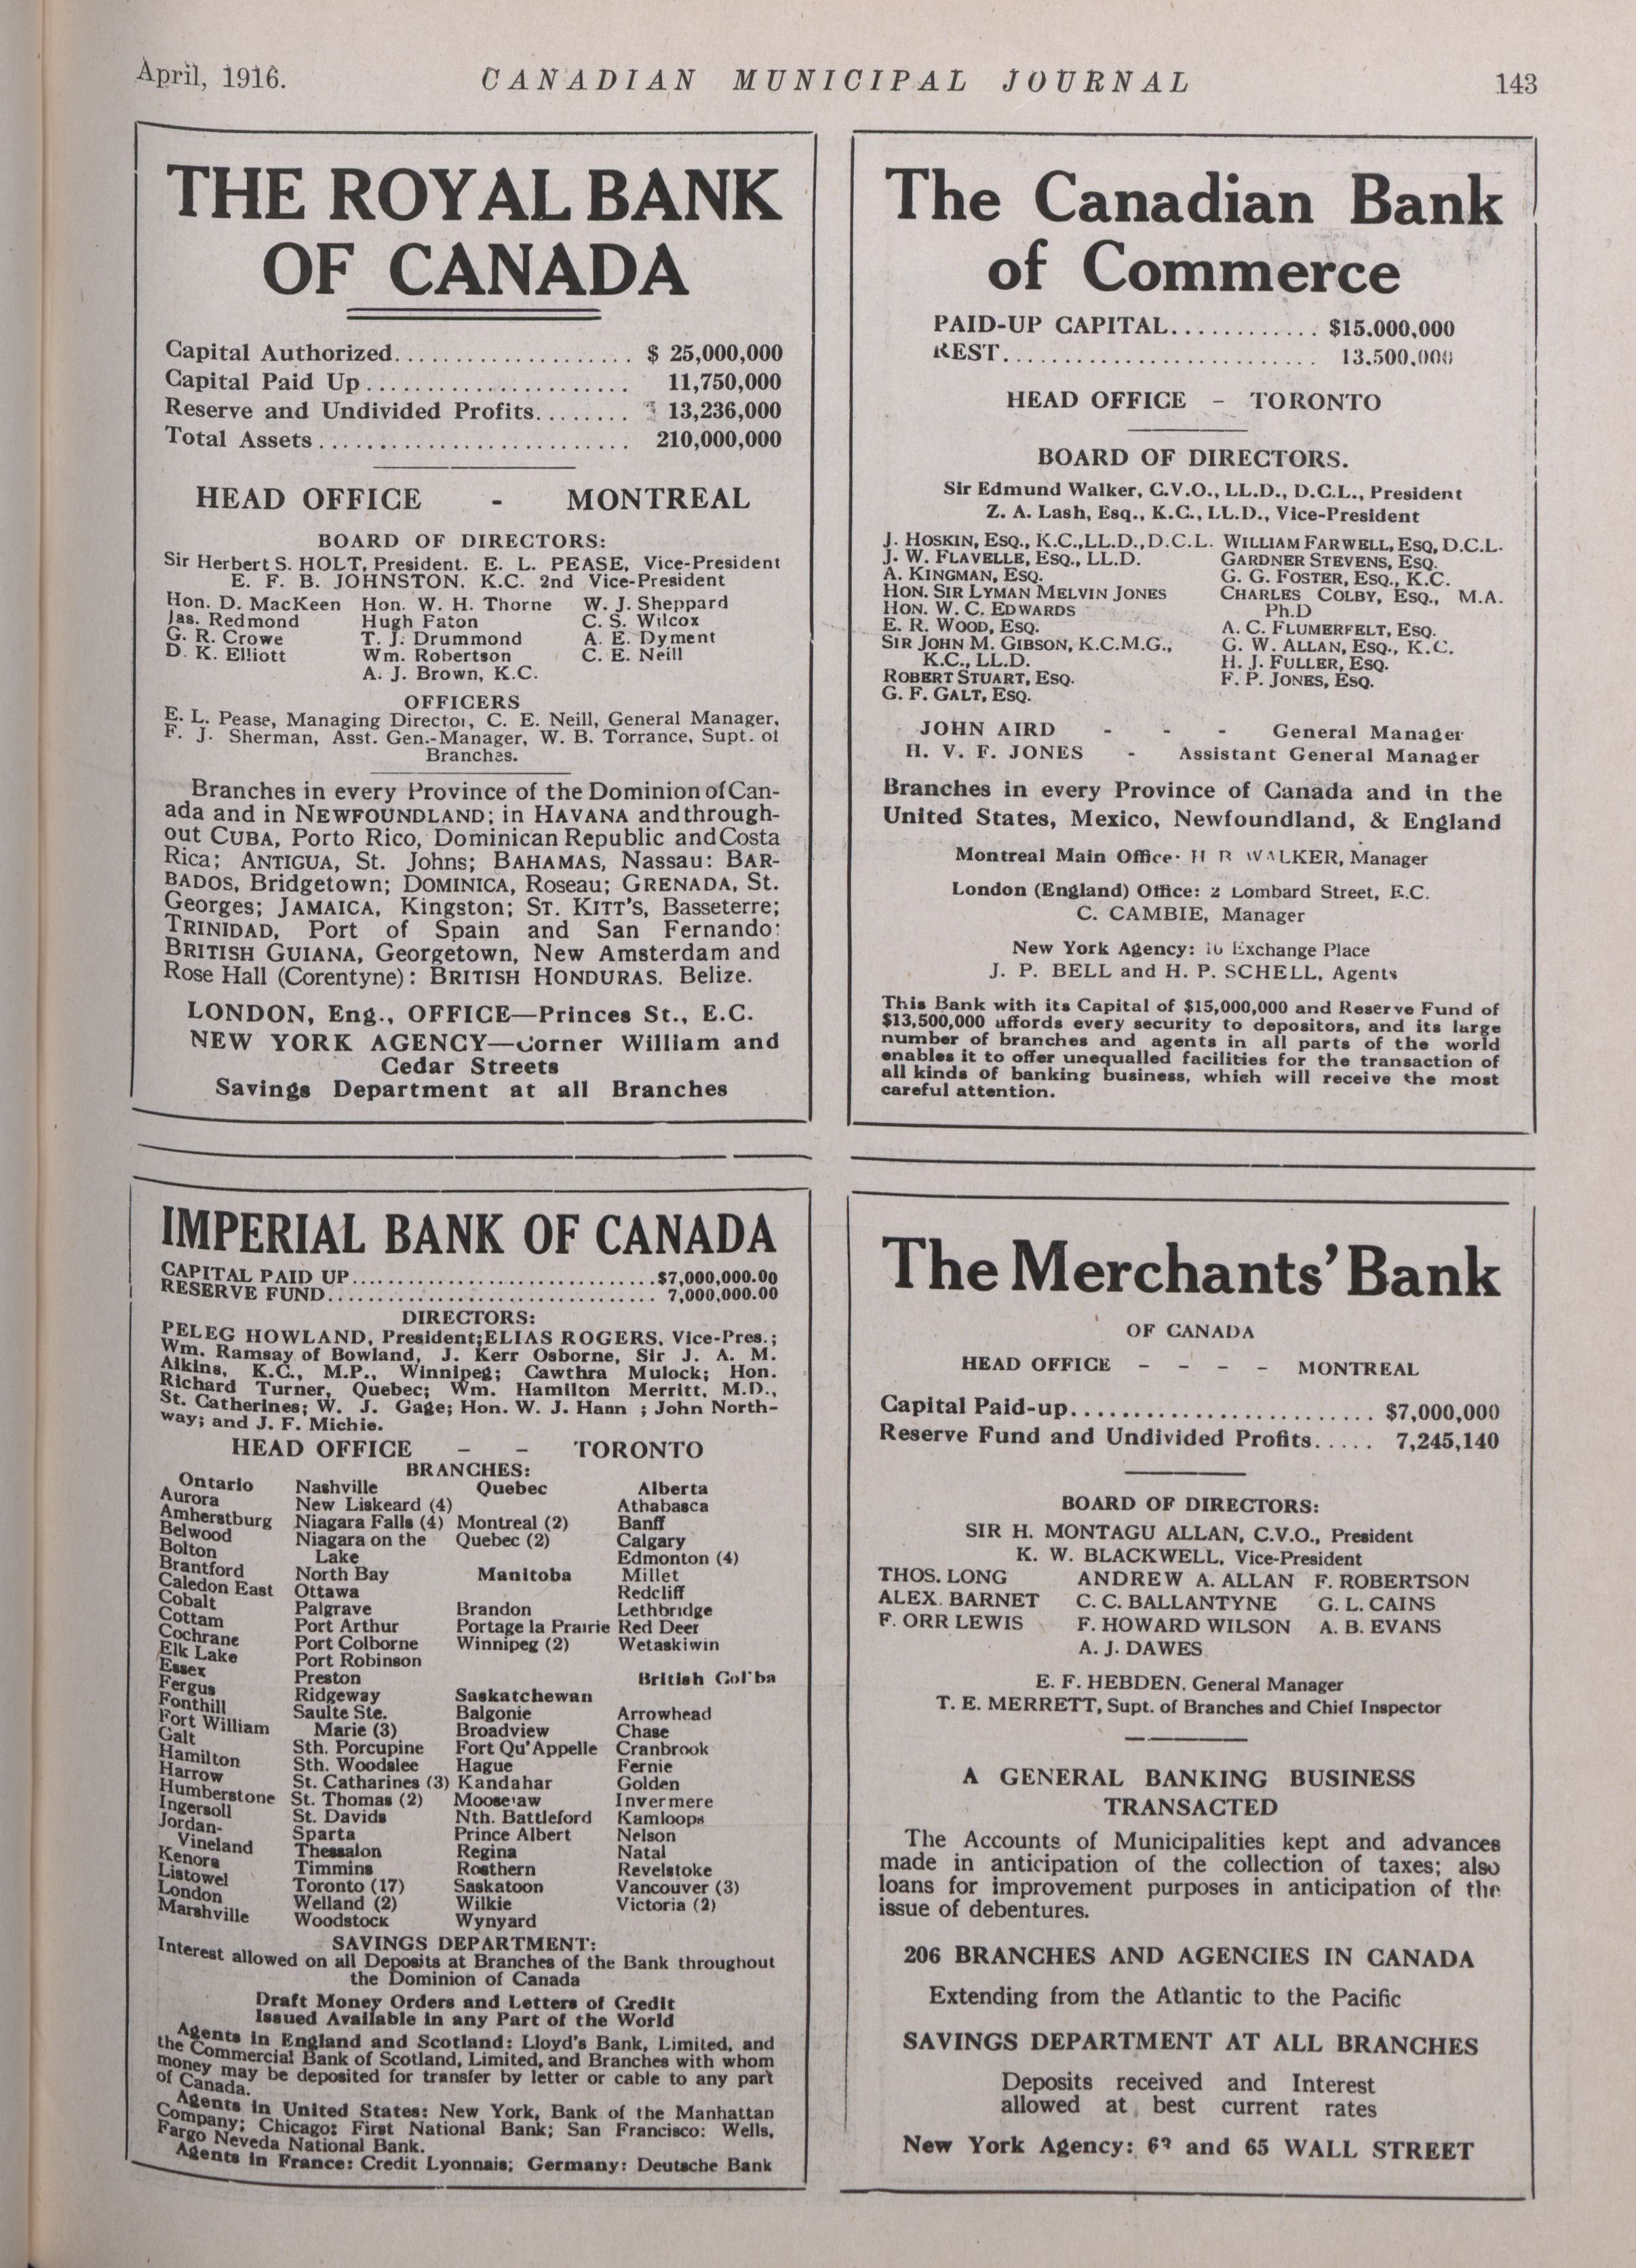 April, 1916.
CANADIAN MUNICIPAL JOURNAL
143
THE ROYAL BANK
OF CANADA
Capital Authorized.................... $ 25,000,000
Capital Paid Up...................... 11,750,000
Reserve and Undivided Profits........ 13,236,000
Total Assets......................... 210,000,000
HEAD OFFICE - MONTREAL
BOARD OF DIRECTORS:
Sir Herbert S. HOLT, President. E. L. PEASE, Vice-President
E. F. B. JOHNSTON, K.C. 2nd Vice-President
Hon. D. MacKeen Hon. W. H. Thorne W. J. Sheppard
Jas. Redmond Hugh Paton C. S. Wilcox
G. R. Crowe T. J. Drummond A. E. Dyment
D. K. Elliott Wm. Robertson C. E. Neill
A. J. Brown, K.C.
OFFICERS
E. L. Pease, Managing Director, C. E. Neill, General Manager,
F. J. Sherman, Asst. Gen.-Manager, W. B. Torrance, Supt. of
Branches.
Branches in every Province of the Dominion of Can-
ada and in NEWFOUNDLAND; in HAVANA and through-
out CUBA, Porto Rico, Dominican Republic and Costa
Rica; ANTIGUA, St. Johns; BAHAMAS, Nassau: BAR-
BADOS, Bridgetown; DOMINICA, Roseau; GRENADA, St.
Georges; JAMAICA, Kingston; ST. KITT'S, Basseterre;
TRINIDAD, Port of Spain and San Fernando:
BRITISH GUIANA, Georgetown, New Amsterdam and
Rose Hall (Corentyne): BRITISH HONDURAS. Belize.
LONDON, Eng., OFFICE—Princes St., E.C.
NEW YORK AGENCY—Corner William and
Cedar Streets
Savings Department at all Branches
The Canadian Bank
of Commerce
PAID-UP CAPITAL............ $15.000,000
REST.......................... 13.500,000
HEAD OFFICE - TORONTO
BOARD OF DIRECTORS.
Sir Edmund Walker, C.V.O., LL.D., D.C.L., President
Z. A. Lash, Esq., K.C., LL.D., Vice-President
J. HOSKIN, ESQ., K.C., LL.D., D.C.L. WILLIAM FARWELL, ESQ, D.C.L.
J. W. FLAVELLE, ESQ., LL.D. GARDNER STEVENS, ESQ.
A. KINGMAN, ESQ. G. G. FOSTER, ESQ., K.C.
HON. SIR LYMAN MELVIN JONES CHARLES COLBY, ESQ., M.A.
HON. W. C. EDWARDS Ph.D
E. R. WOOD, ESQ. A. C. FLUMERFELT, ESQ.
SIR JOHN M. GIBSON, K.C.M.G., G. W. ALLAN, ESQ., K.C.
K.C., LL.D. H. J. FULLER, ESQ.
ROBERT STUART, ESQ. F. P. JONES, ESQ.
G. F. GALT, ESQ.
JOHN AIRD - - - General Manager
H. V. F. JONES - Assistant General Manager
Branches in every Province of Canada and in the
United States, Mexico, Newfoundland, & England
Montreal Main Office: H B WALKER, Manager
London (England) Office: 2 Lombard Street, E.C.
C. CAMBIE, Manager
New York Agency: 16 Exchange Place
J. P. BELL and H. P. SCHELL, Agents
This Bank with its Capital of $15,000,000 and Reserve Fund of
$13,500,000 affords every security to depositors, and its large
number of branches and agents in all parts of the world
enables it to offer unequalled facilities for the transaction of
all kinds of banking business, which will receive the most
careful attention.
IMPERIAL BANK OF CANADA
CAPITAL PAID UP.................................$7,000,000.00
RESERVE FUND................................... 7,000,000.00
DIRECTORS:
PELEG HOWLAND, President; ELIAS ROGERS, Vice-Pres.;
Wm. Ramsay of Bowland, J. Kerr Osborne, Sir J. A. M.
Aikins, K.C., M.P., Winnipeg; Cawthra Mulock; Hon.
Richard Turner, Quebec; Wm. Hamilton Merritt, M.D.,
St. Catherines; W. J. Gage; Hon. W. J. Hann ; John North-
way; and J. F. Michie.
HEAD OFFICE - - TORONTO
BRANCHES:
Ontario
Aurora
Amherstburg
Belwood
Bolton
Brantford
Caledon East
Cobalt
Cottam
Cochrane
Elk Lake
Essex
Fergus
Fonthill
Fort William
Galt
Hamilton
Harrow
Humberstone
Ingersoll
Jordan-
Vineland
Kenora
Listowel
London
Marshville
Nashville
New Liskeard (4)
Niagara Falls (4)
Niagara on the
Lake
North Bay
Ottawa
Palgrave
Port Arthur
Port Colborne
Port Robinson
Preston
Ridgeway
Saulte Ste.
Marie (3)
Sth. Porcupine
Sth. Woodslee
St. Catharines (3)
St. Thomas (2)
St. Davids
Sparta
Thessalon
Timmins
Toronto (17)
Welland (2)
Woodstock
Quebec
Montreal (2)
Quebec (2)
Manitoba
Brandon
Portage la Prairie
Winnipeg (2)
Saskatchewan
Balgonie
Broadview
Fort Qu'Appelle
Hague
Kandahar
Moosejaw
Nth. Battleford
Prince Albert
Regina
Rosthern
Saskatoon
Wilkie
Wynyard
Alberta
Athabasca
Banff
Calgary
Edmonton (4)
Millet
Redcliff
Lethbridge
Red Deer
Wetaskiwin
British Col'ba
Arrowhead
Chase
Cranbrook
Fernie
Golden
Invermere
Kamloops
Nelson
Natal
Revelstoke
Vancouver (3)
Victoria (2)
SAVINGS DEPARTMENT:
Interest allowed on all Deposits at Branches of the Bank throughout
the Dominion of Canada
Draft Money Orders and Letters of Credit
Issued Available in any Part of the World
Agents in England and Scotland: Lloyd's Bank, Limited, and
the Commercial Bank of Scotland, Limited, and Branches with whom
money may be deposited for transfer by letter or cable to any part
of Canada.
Agents in United States: New York, Bank of the Manhattan
Company; Chicago: First National Bank; San Francisco: Wells,
Fargo Neveda National Bank.
Agents in France: Credit Lyonnais; Germany: Deutsche Bank
The Merchants' Bank
OF CANADA
HEAD OFFICE - - - - MONTREAL
Capital Paid-up........................ $7,000,000
Reserve Fund and Undivided Profits..... 7,245,140
BOARD OF DIRECTORS:
SIR H. MONTAGU ALLAN, C.V.O., President
K. W. BLACKWELL, Vice-President
THOS. LONG ANDREW A. ALLAN F. ROBERTSON
ALEX. BARNET C. C. BALLANTYNE G. L. CAINS
F. ORR LEWIS F. HOWARD WILSON A. B. EVANS
A. J. DAWES
E. F. HEBDEN, General Manager
T. E. MERRETT, Supt. of Branches and Chief Inspector
A GENERAL BANKING BUSINESS
TRANSACTED
The Accounts of Municipalities kept and advances
made in anticipation of the collection of taxes; also
loans for improvement purposes in anticipation of the
issue of debentures.
206 BRANCHES AND AGENCIES IN CANADA
Extending from the Atlantic to the Pacific
SAVINGS DEPARTMENT AT ALL BRANCHES
Deposits received and Interest
allowed at best current rates
New York Agency: 63 and 65 WALL STREET